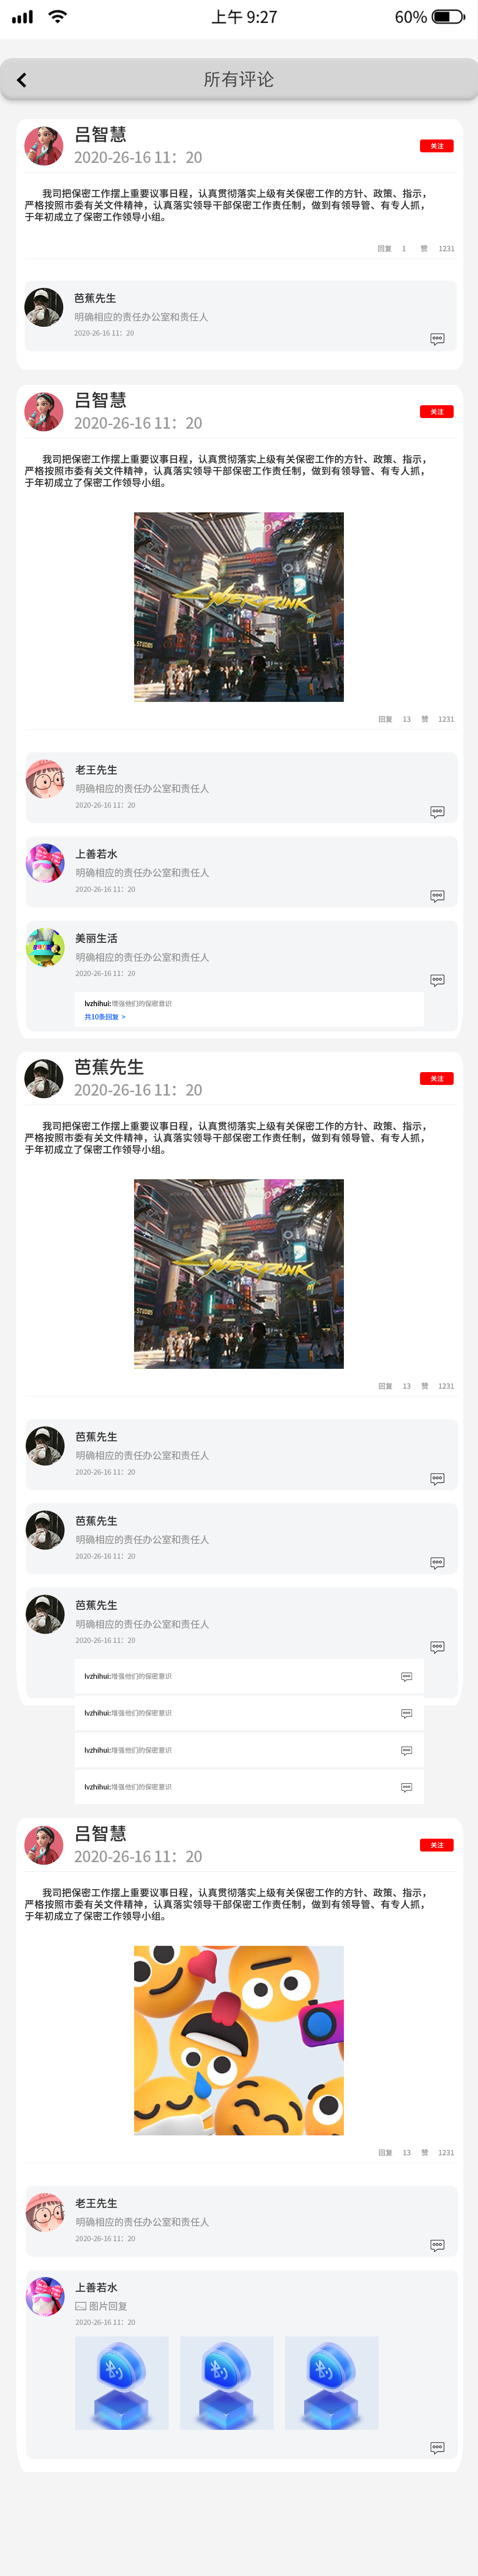 上午 9:27
60%
所有评论
吕智慧
2020-26-16 11：20
关注
我司把保密工作摆上重要议事日程，认真贯彻落实上级有关保密工作的方针、政策、指示，
严格按照市委有关文件精神，认真落实领导干部保密工作责任制，做到有领导管、有专人抓，
于年初成立了保密工作领导小组。
回复 1 赞 1231
芭蕉先生
明确相应的责任办公室和责任人
2020-26-16 11：20
吕智慧
2020-26-16 11：20
关注
我司把保密工作摆上重要议事日程，认真贯彻落实上级有关保密工作的方针、政策、指示，
严格按照市委有关文件精神，认真落实领导干部保密工作责任制，做到有领导管、有专人抓，
于年初成立了保密工作领导小组。
CYBERPUNK
回复 13 赞 1231
老王先生
明确相应的责任办公室和责任人
2020-26-16 11：20
上善若水
明确相应的责任办公室和责任人
2020-26-16 11：20
美丽生活
明确相应的责任办公室和责任人
2020-26-16 11：20
lvzhihui:增强他们的保密意识
共10条回复 >
芭蕉先生
2020-26-16 11：20
关注
我司把保密工作摆上重要议事日程，认真贯彻落实上级有关保密工作的方针、政策、指示，
严格按照市委有关文件精神，认真落实领导干部保密工作责任制，做到有领导管、有专人抓，
于年初成立了保密工作领导小组。
CYBERPUNK
回复 13 赞 1231
芭蕉先生
明确相应的责任办公室和责任人
2020-26-16 11：20
芭蕉先生
明确相应的责任办公室和责任人
2020-26-16 11：20
芭蕉先生
明确相应的责任办公室和责任人
2020-26-16 11：20
lvzhihui:增强他们的保密意识
lvzhihui:增强他们的保密意识
lvzhihui:增强他们的保密意识
lvzhihui:增强他们的保密意识
吕智慧
2020-26-16 11：20
关注
我司把保密工作摆上重要议事日程，认真贯彻落实上级有关保密工作的方针、政策、指示，
严格按照市委有关文件精神，认真落实领导干部保密工作责任制，做到有领导管、有专人抓，
于年初成立了保密工作领导小组。
回复 13 赞 1231
老王先生
明确相应的责任办公室和责任人
2020-26-16 11：20
上善若水
图片回复
2020-26-16 11：20